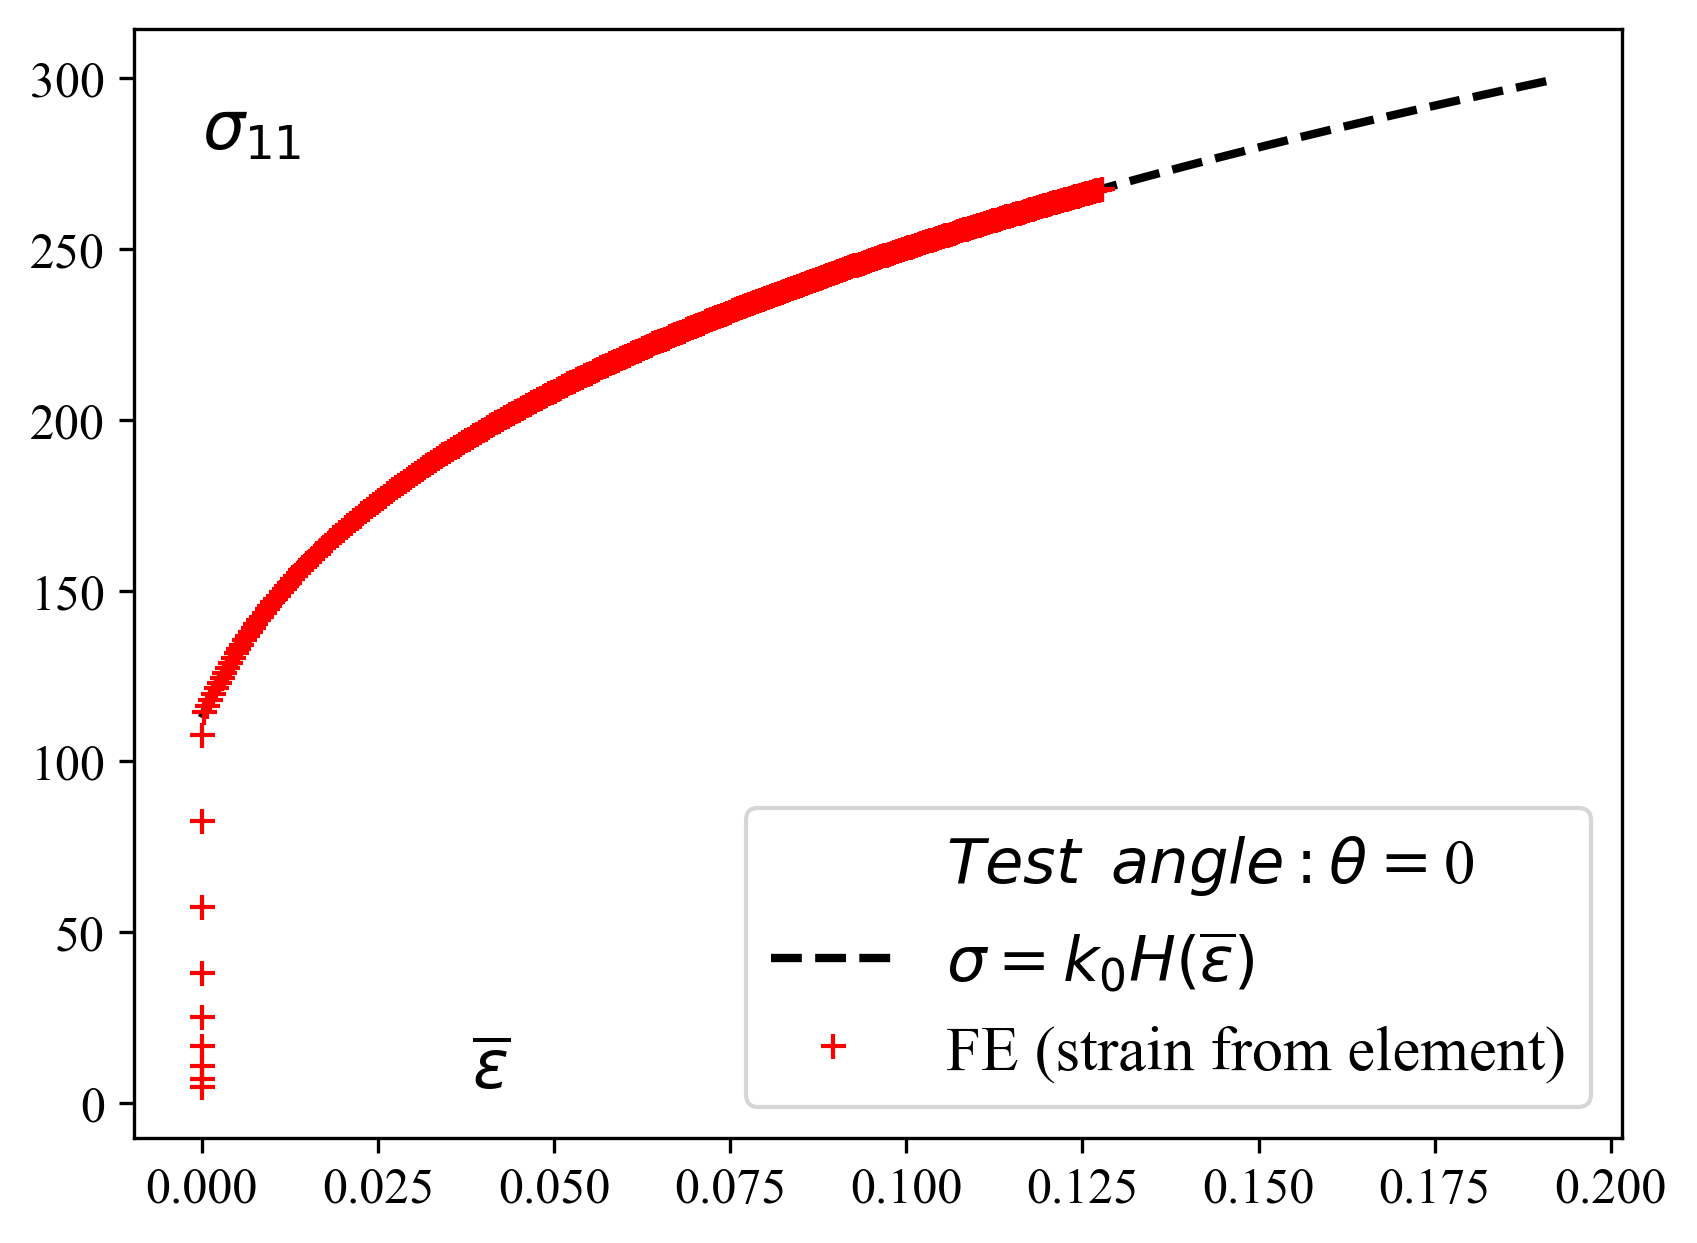 300
250
200
150
100
50
0
σ₁₁
ε̅
Test angle: θ = 0
σ = k₀H(ε̅)
FE (strain from element)
0.000 0.025 0.050 0.075 0.100 0.125 0.150 0.175 0.200